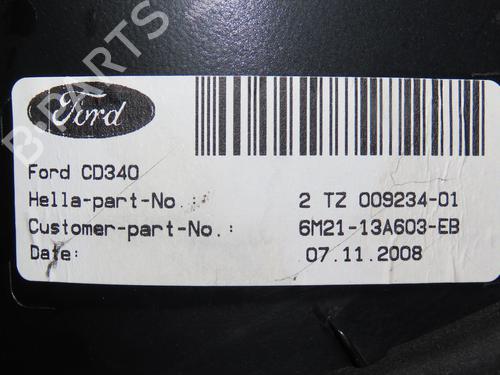 B-PARTS
Ford
Ford CD340
Hella-part-No.: 2 TZ 009234-01
Customer-part-No.: 6M21-13A603-EB
Date: 07.11.2008